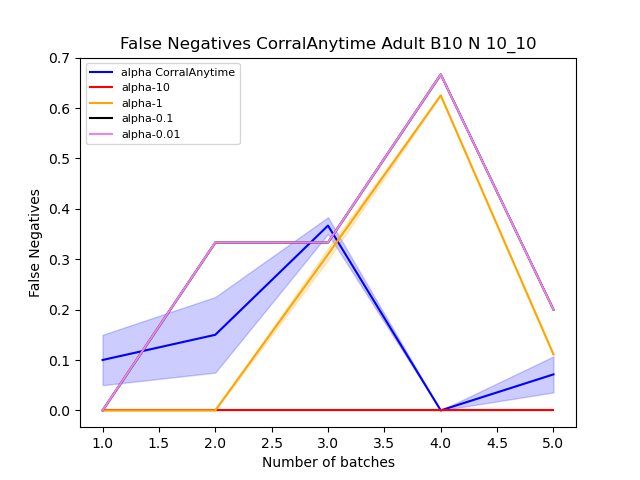 False Negatives CorralAnytime Adult B10 N 10_10
alpha CorralAnytime
alpha-10
alpha-1
alpha-0.1
alpha-0.01
False Negatives
0.7
0.6
0.5
0.4
0.3
0.2
0.1
0.0
1.0 1.5 2.0 2.5 3.0 3.5 4.0 4.5 5.0
Number of batches